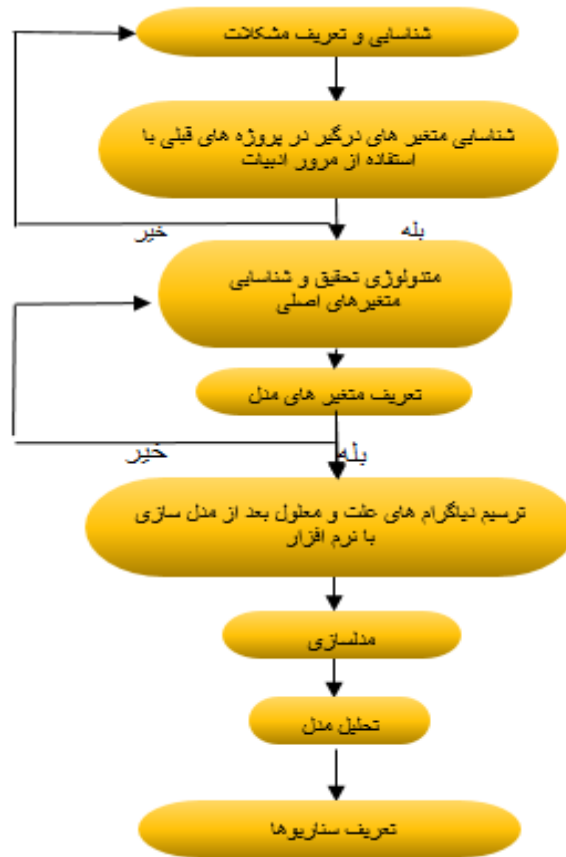 شناسایی و تعریف مشکلات
شناسایی متغیر های درگیر در پروژه های قبلی با
استفاده از مرور ادبیات
بله
خیر
متدولوژی تحقیق و شناسایی
متغیرهای اصلی
تعریف متغیر های مدل
بله
خیر
ترسیم دیاگرام های علت و معلول بعد از مدل سازی
با نرم افزار
مدلسازی
تحلیل مدل
تعریف سناریوها